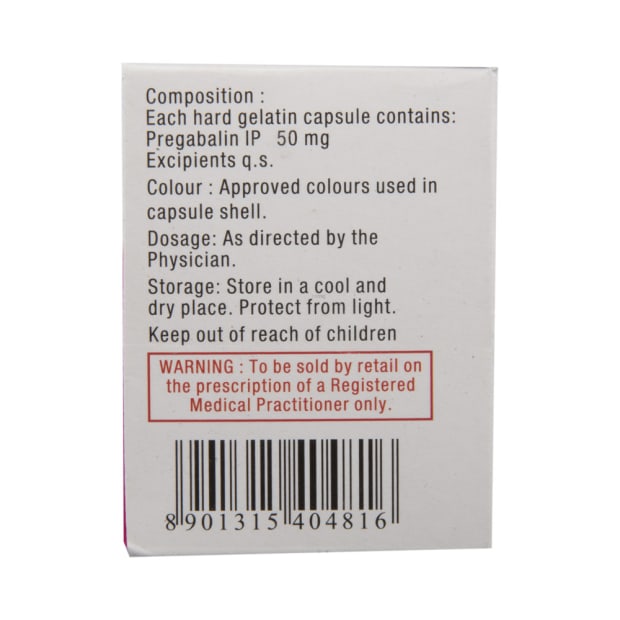 Composition :
Each hard gelatin capsule contains:
Pregabalin IP 50 mg
Excipients q.s.
Colour : Approved colours used in
capsule shell.
Dosage: As directed by the
Physician.
Storage: Store in a cool and
dry place. Protect from light.
Keep out of reach of children
WARNING : To be sold by retail on
the prescription of a Registered
Medical Practitioner only.
8 901315 404816